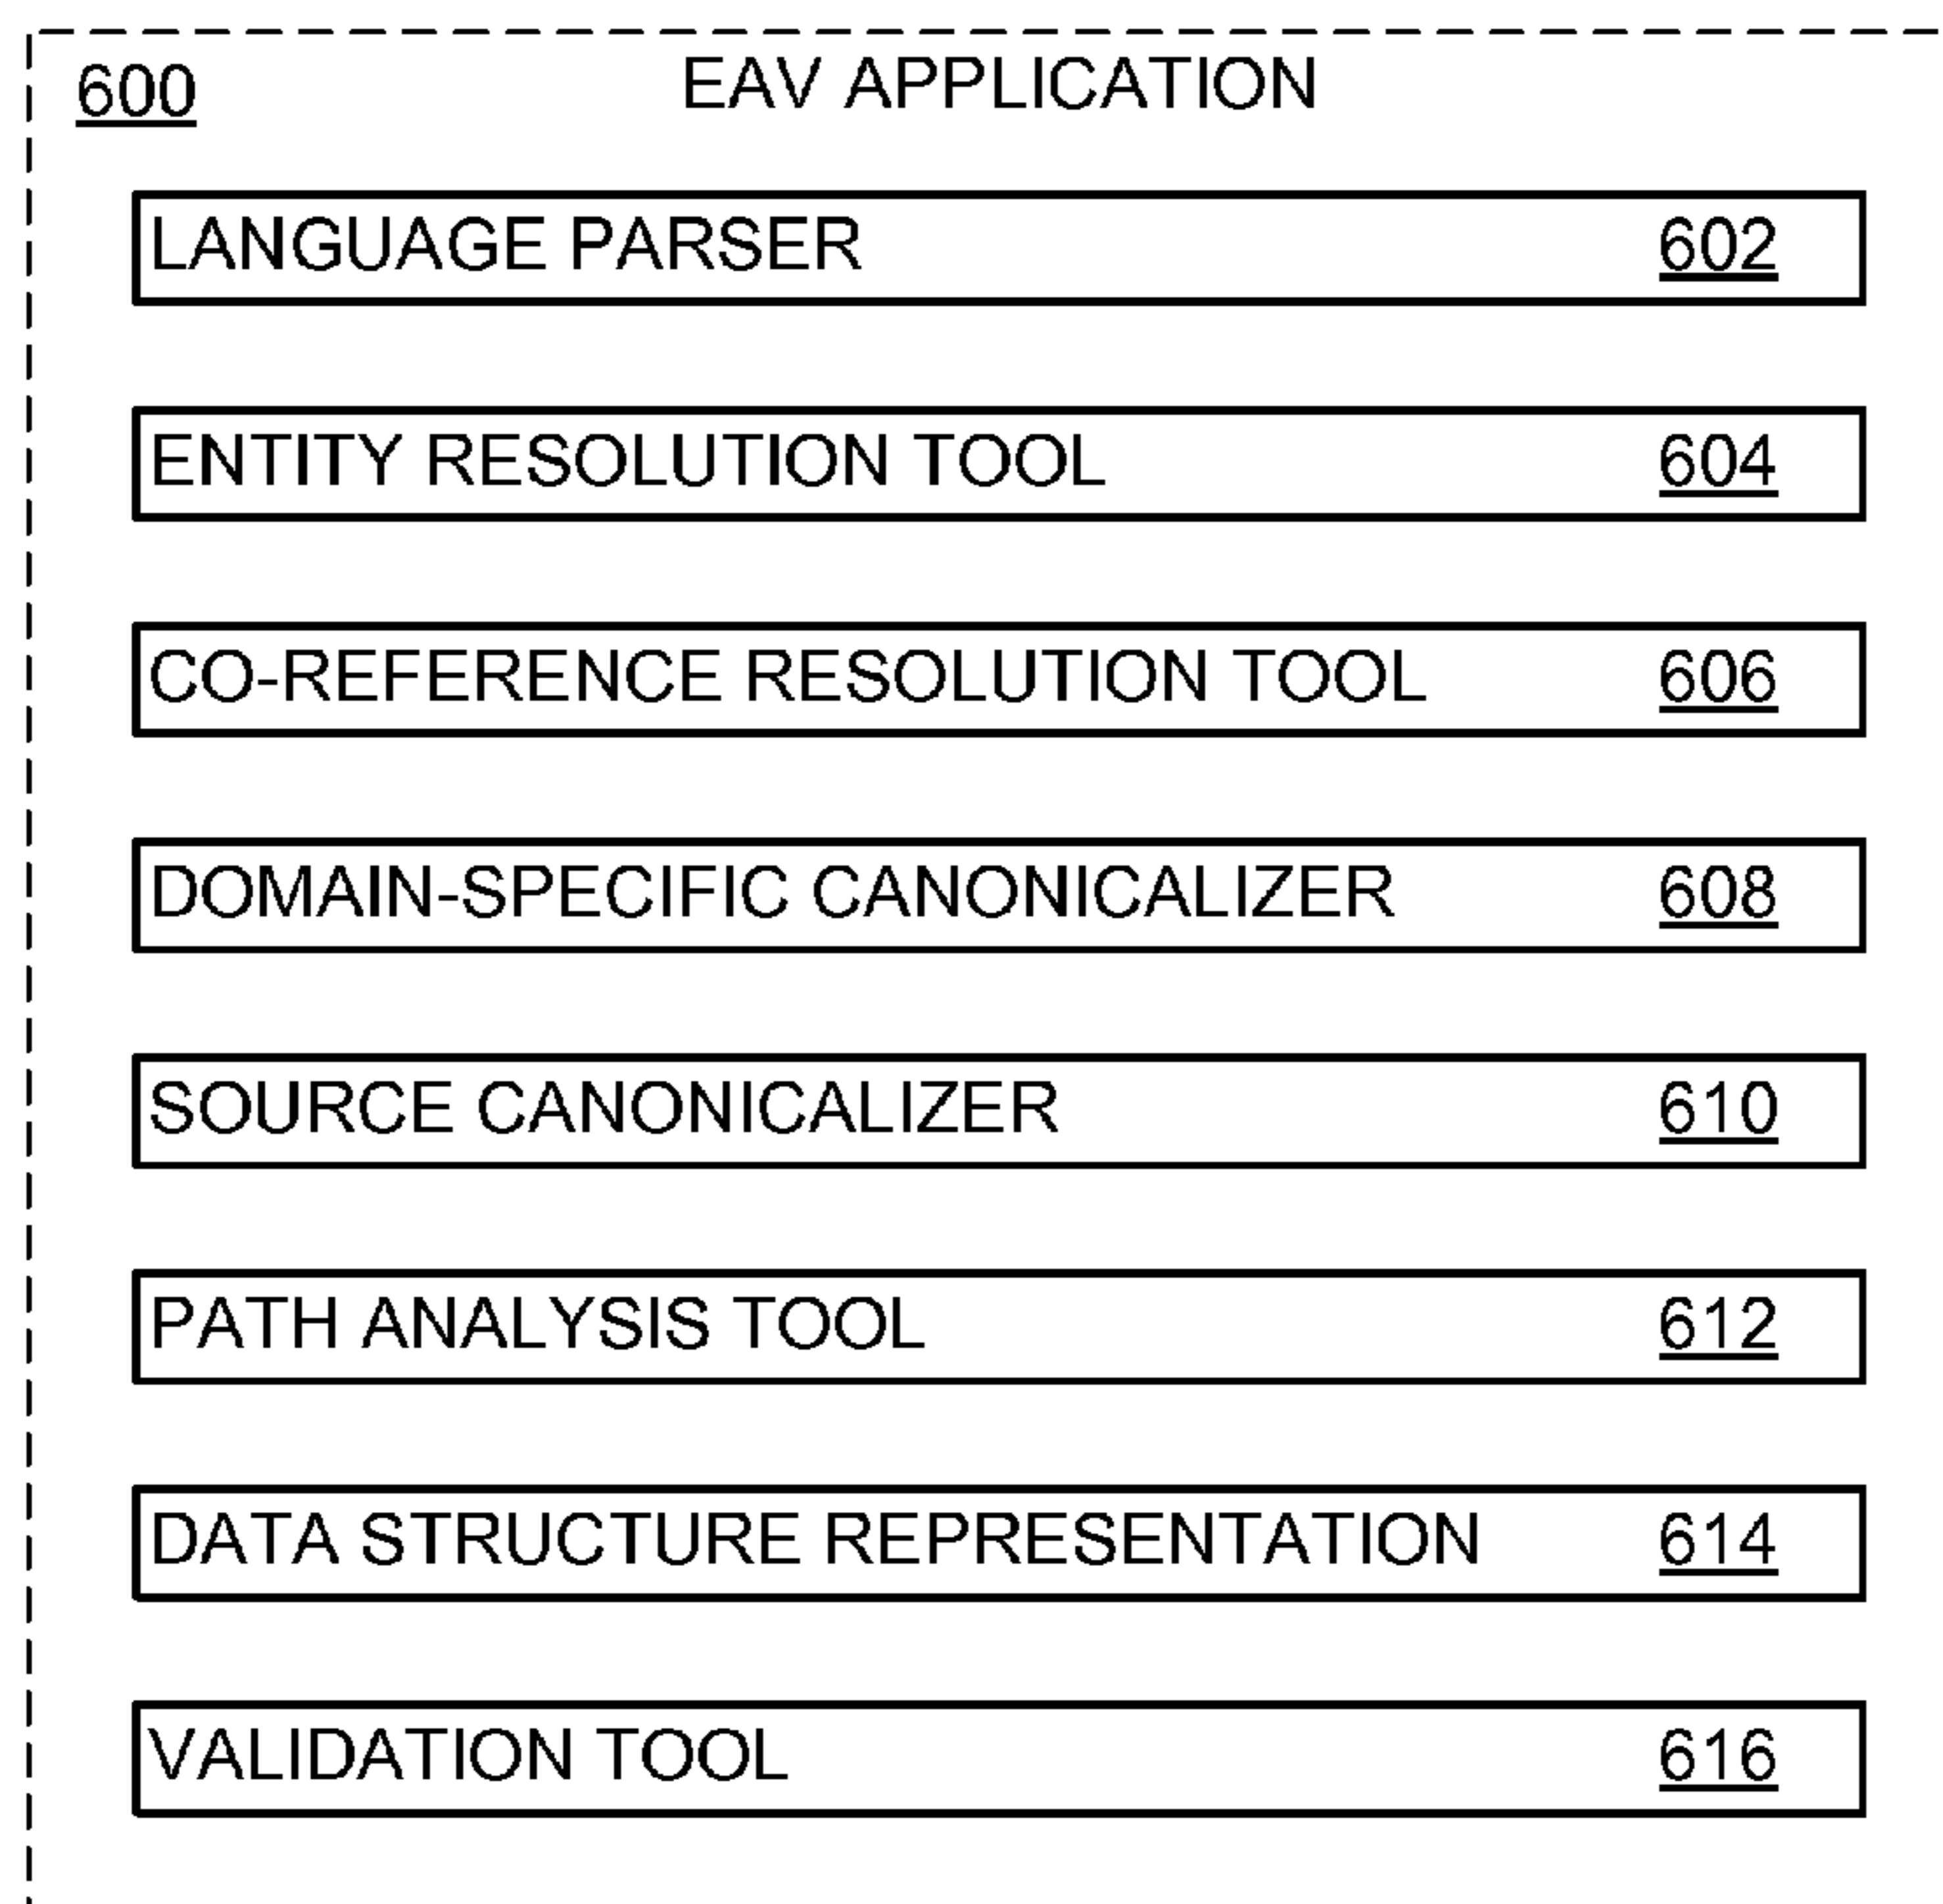 600 EAV APPLICATION
LANGUAGE PARSER 602
ENTITY RESOLUTION TOOL 604
CO-REFERENCE RESOLUTION TOOL 606
DOMAIN-SPECIFIC CANONICALIZER 608
SOURCE CANONICALIZER 610
PATH ANALYSIS TOOL 612
DATA STRUCTURE REPRESENTATION 614
VALIDATION TOOL 616